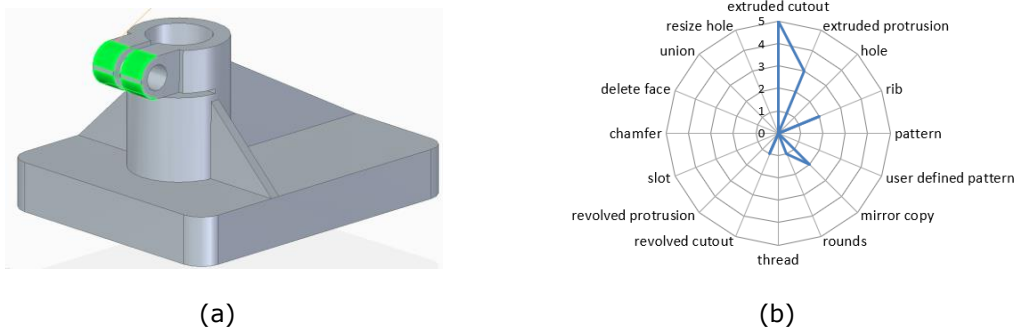 extruded cutout
resize hole
5
extruded protrusion
union
4
hole
3
delete face
2
rib
1
chamfer
0
pattern
slot
user defined pattern
revolved protrusion
mirror copy
revolved cutout
rounds
thread
(a)
(b)